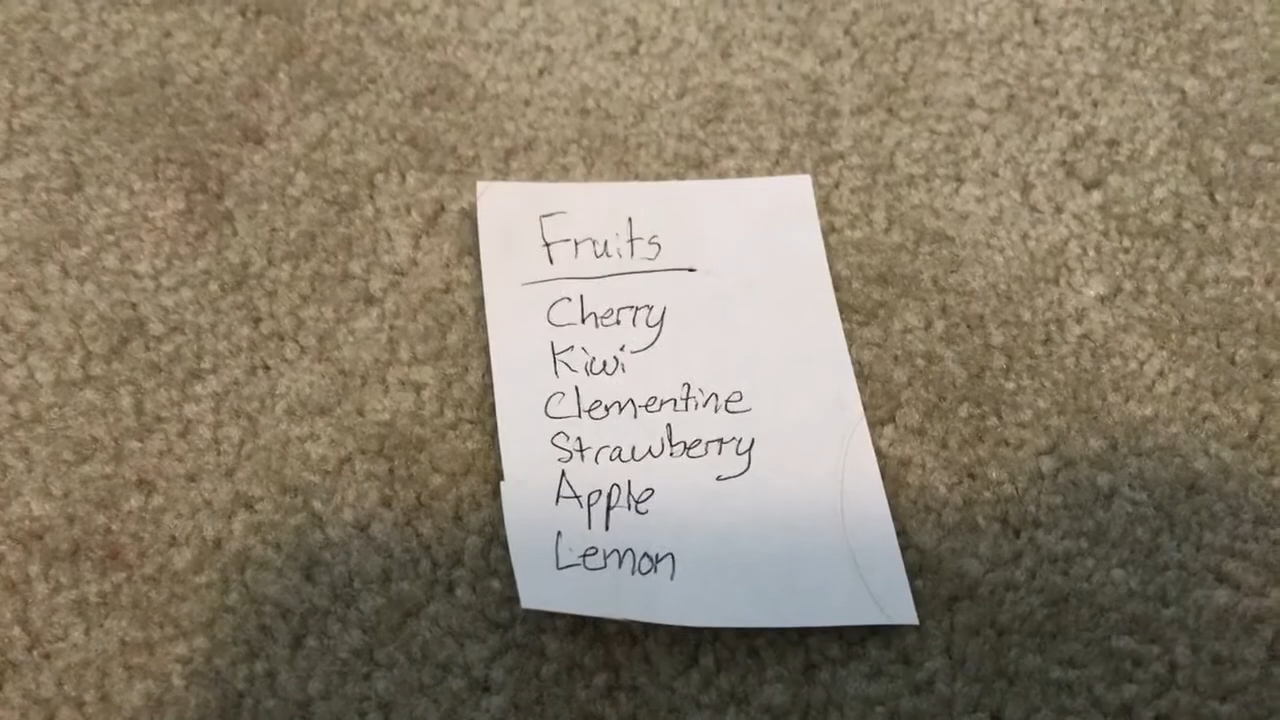 Fruits
Cherry
Kiwi
Clementine
Strawberry
Apple
Lemon